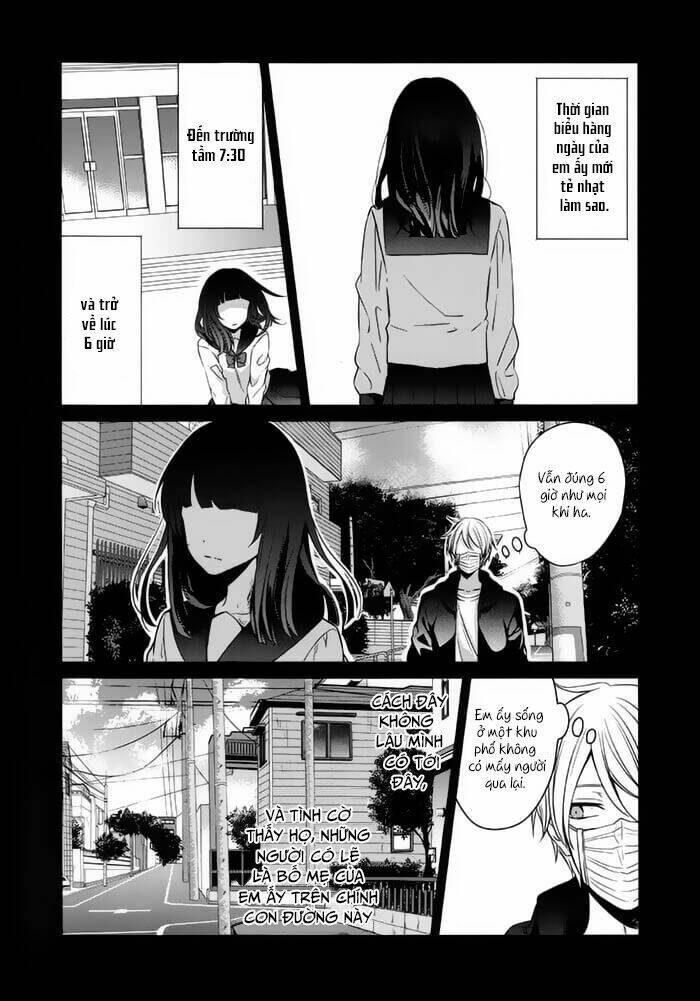 Thời gian
biểu hàng
ngày của
em ấy mới
tẻ nhạt
làm sao.
Đến trường
tầm 7:30
và trở
về lúc
6 giờ
Vẫn đúng 6
giờ như mọi
khi ha.
Em ấy sống
ở một khu
phố không
có mấy người
qua lại.
CÁCH ĐÂY
KHÔNG
LÂU MÌNH
CÓ TỚI
ĐÂY,
VÀ TÌNH CỜ
THẤY HỌ, NHỮNG
NGƯỜI CÓ LẼ
LÀ BỐ MẸ CỦA
EM ẤY TRÊN CHÍNH
CON ĐƯỜNG NÀY